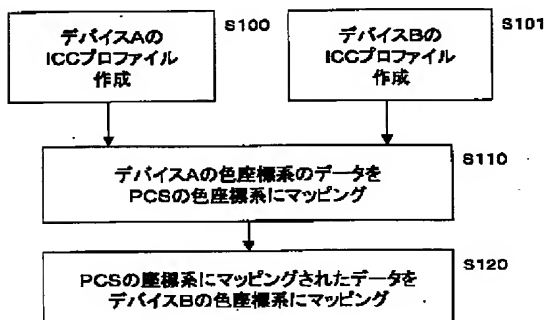 デバイスAの
ICCプロファイル
作成
S100
デバイスBの
ICCプロファイル
作成
S101
デバイスAの色座標系のデータを
PCSの色座標系にマッピング
S110
PCSの座標系にマッピングされたデータを
デバイスBの色座標系にマッピング
S120